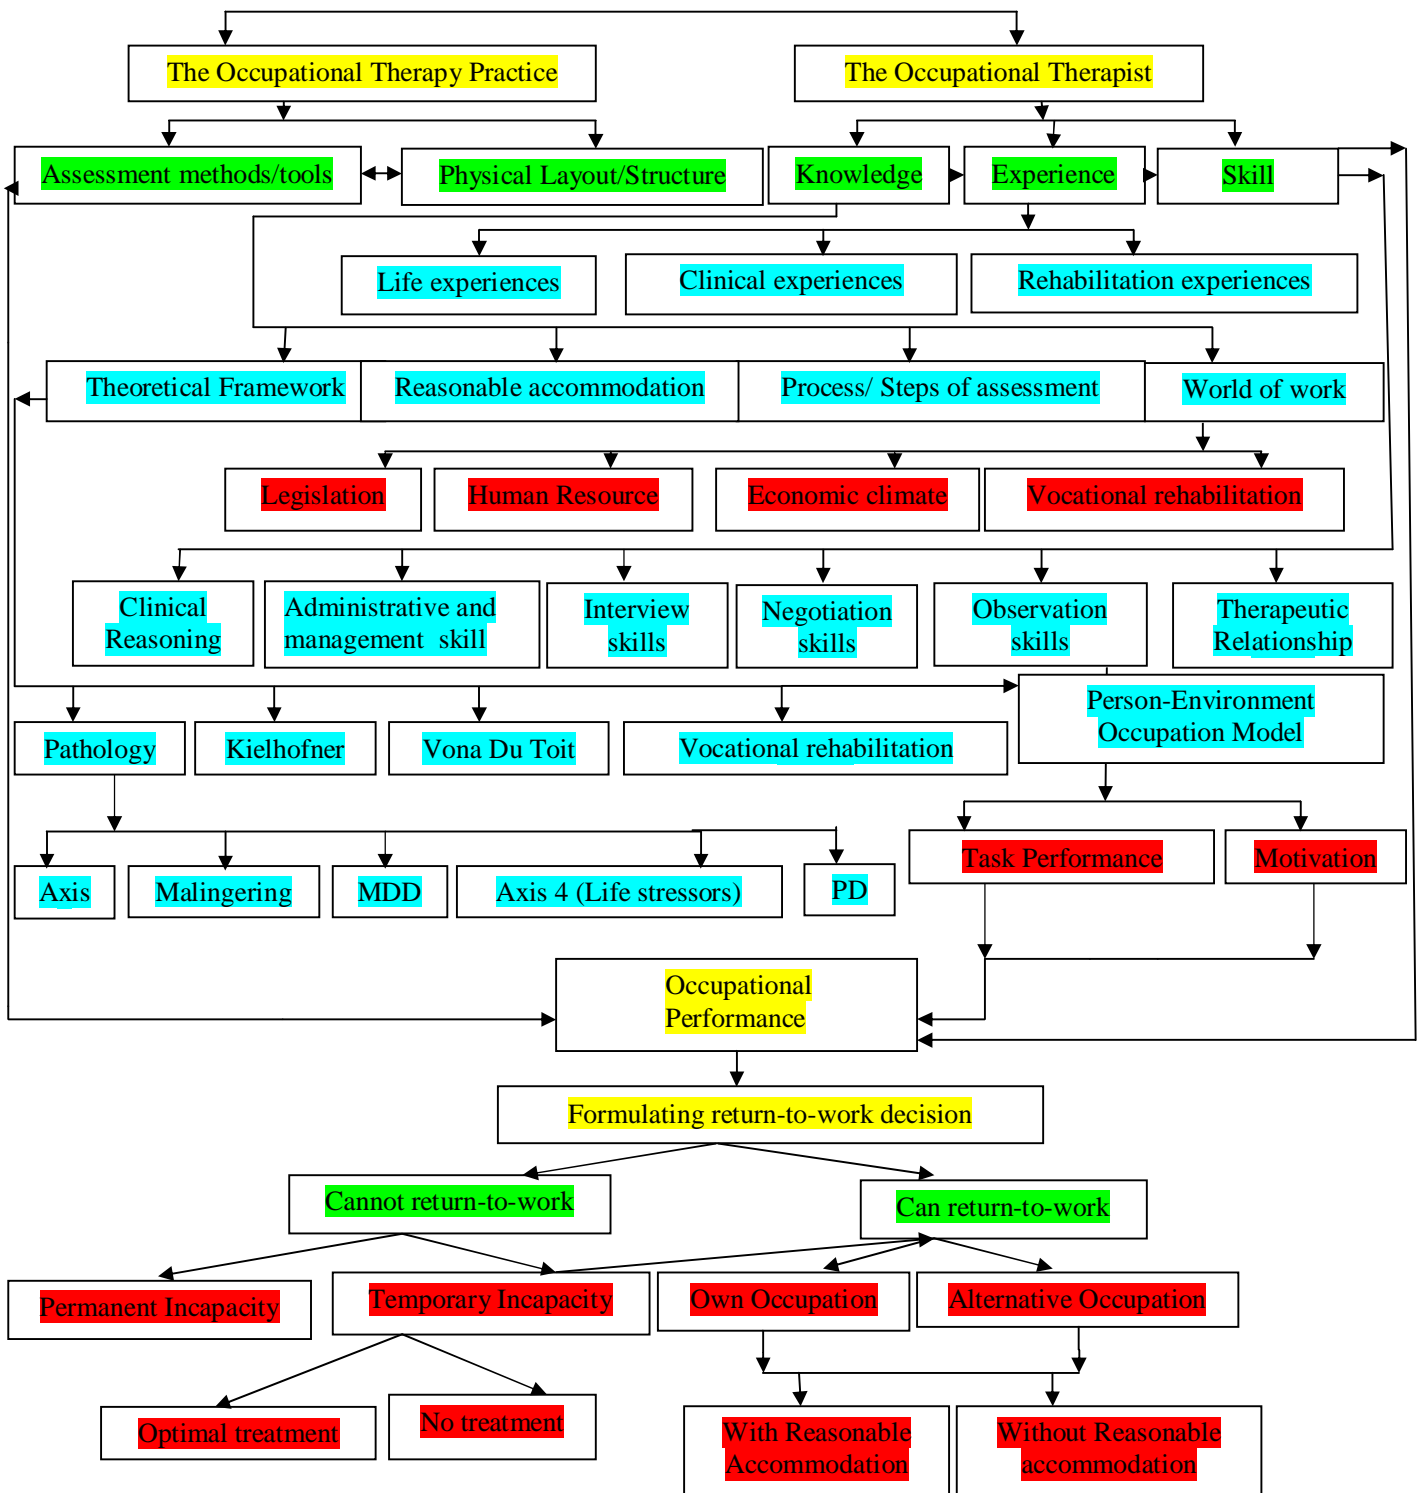 The Occupational Therapy Practice
The Occupational Therapist
Assessment methods/tools
Physical Layout/Structure
Knowledge
Experience
Skill
Life experiences
Clinical experiences
Rehabilitation experiences
Theoretical Framework
Reasonable accommodation
Process/ Steps of assessment
World of work
Legislation
Human Resource
Economic climate
Vocational rehabilitation
Clinical
Reasoning
Administrative and
management skill
Interview
skills
Negotiation
skills
Observation
skills
Therapeutic
Relationship
Person-Environment
Occupation Model
Pathology
Kielhofner
Vona Du Toit
Vocational rehabilitation
Task Performance
Motivation
Axis
Malingering
MDD
Axis 4 (Life stressors)
PD
Occupational
Performance
Formulating return-to-work decision
Cannot return-to-work
Can return-to-work
Permanent Incapacity
Temporary Incapacity
Own Occupation
Alternative Occupation
Optimal treatment
No treatment
With Reasonable
Accommodation
Without Reasonable
accommodation